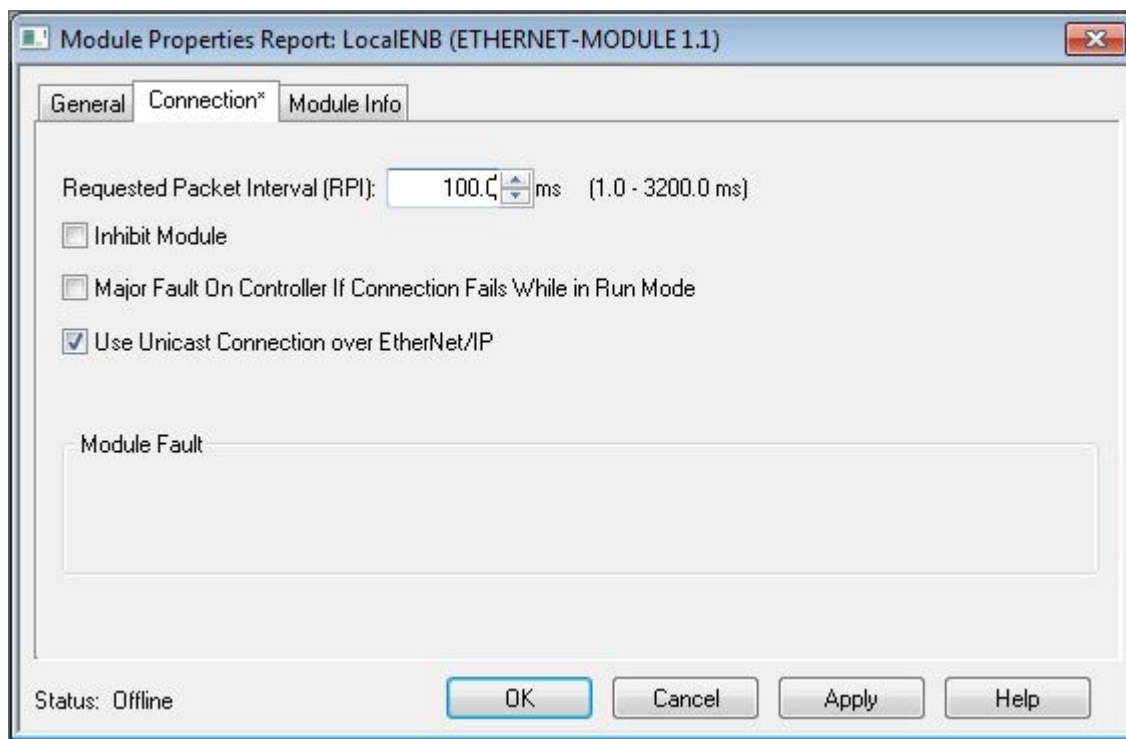 Module Properties Report: LocalENB (ETHERNET-MODULE 1.1)
General Connection* Module Info
Requested Packet Interval (RPI): 100.0 ms (1.0 - 3200.0 ms)
Inhibit Module
Major Fault On Controller If Connection Fails While in Run Mode
Use Unicast Connection over EtherNet/IP
Module Fault
Status: Offline OK Cancel Apply Help